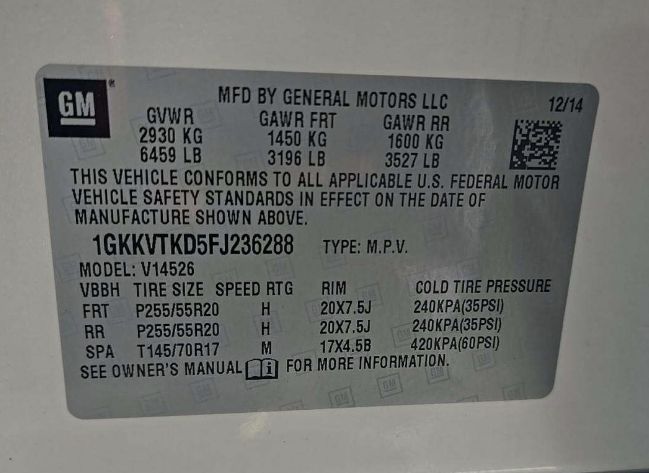 GM
MFD BY GENERAL MOTORS LLC 12/14
GVWR GAWR FRT GAWR RR
2930 KG 1450 KG 1600 KG
6459 LB 3196 LB 3527 LB
THIS VEHICLE CONFORMS TO ALL APPLICABLE U.S. FEDERAL MOTOR
VEHICLE SAFETY STANDARDS IN EFFECT ON THE DATE OF
MANUFACTURE SHOWN ABOVE.
1GKKVTKD5FJ236288 TYPE: M.P.V.
MODEL: V14526
VBBH TIRE SIZE SPEED RTG RIM COLD TIRE PRESSURE
FRT P255/55R20 H 20X7.5J 240KPA(35PSI)
RR P255/55R20 H 20X7.5J 240KPA(35PSI)
SPA T145/70R17 M 17X4.5B 420KPA(60PSI)
SEE OWNER'S MANUAL i FOR MORE INFORMATION.